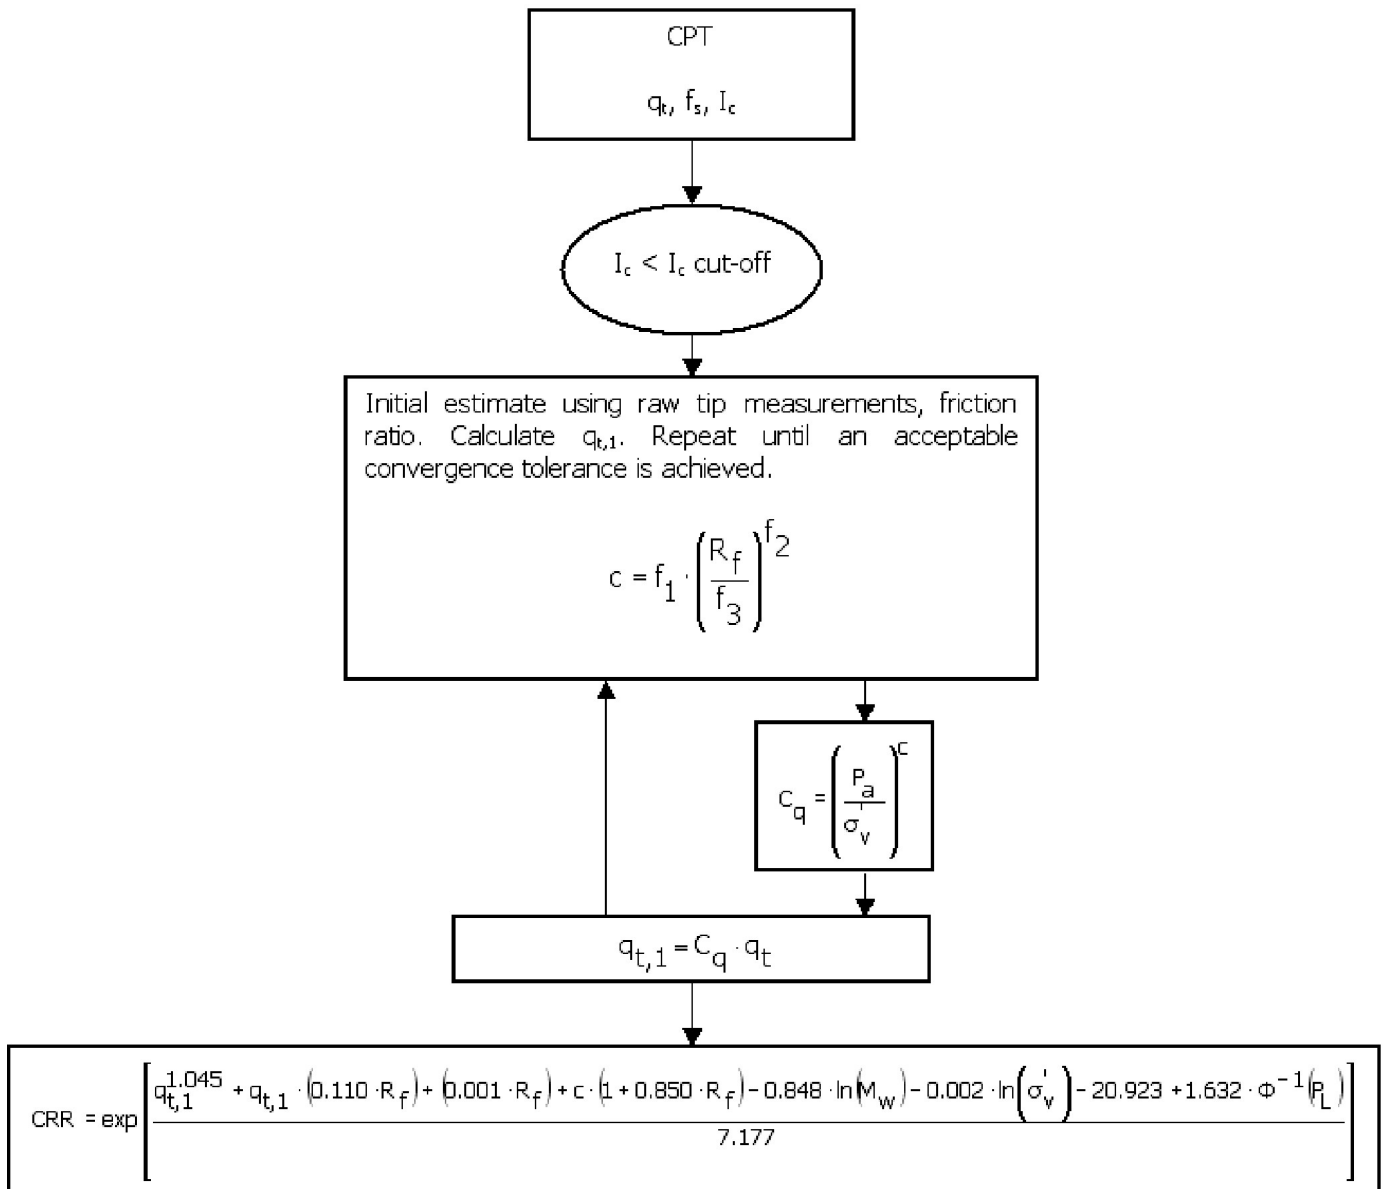 CPT
qt, fs, Ic
Ic < Ic cut-off
Initial estimate using raw tip measurements, friction
ratio. Calculate qt,1. Repeat until an acceptable
convergence tolerance is achieved.
c = f1 · (Rf / f3)^f2
Cq = (Pa / σv')^c
qt,1 = Cq · qt
CRR = exp [ (qt,1^1.045 + qt,1 · (0.110 · Rf) + (0.001 · Rf) + c · (1 + 0.850 · Rf) – 0.848 · ln(Mw) – 0.002 · ln(σv') – 20.923 + 1.632 · Φ^−1(PL)) / 7.177 ]